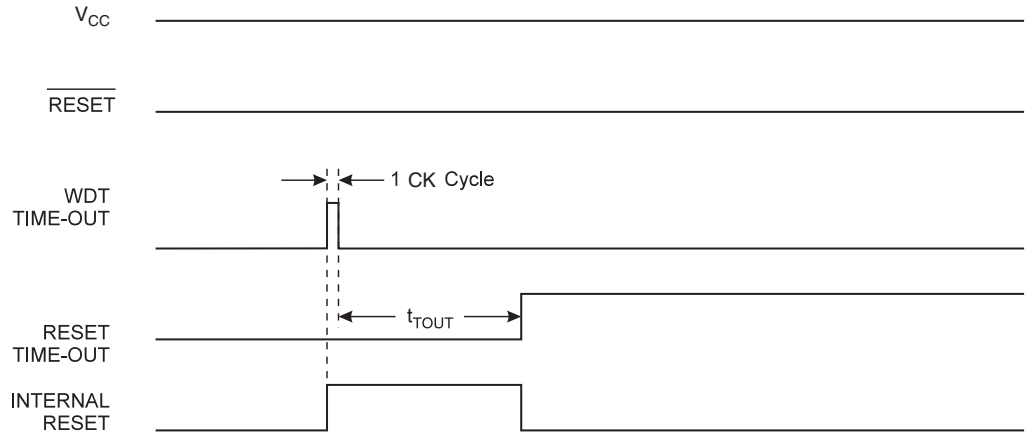 VCC
RESET
1 CK Cycle
WDT
TIME-OUT
tTOUT
RESET
TIME-OUT
INTERNAL
RESET